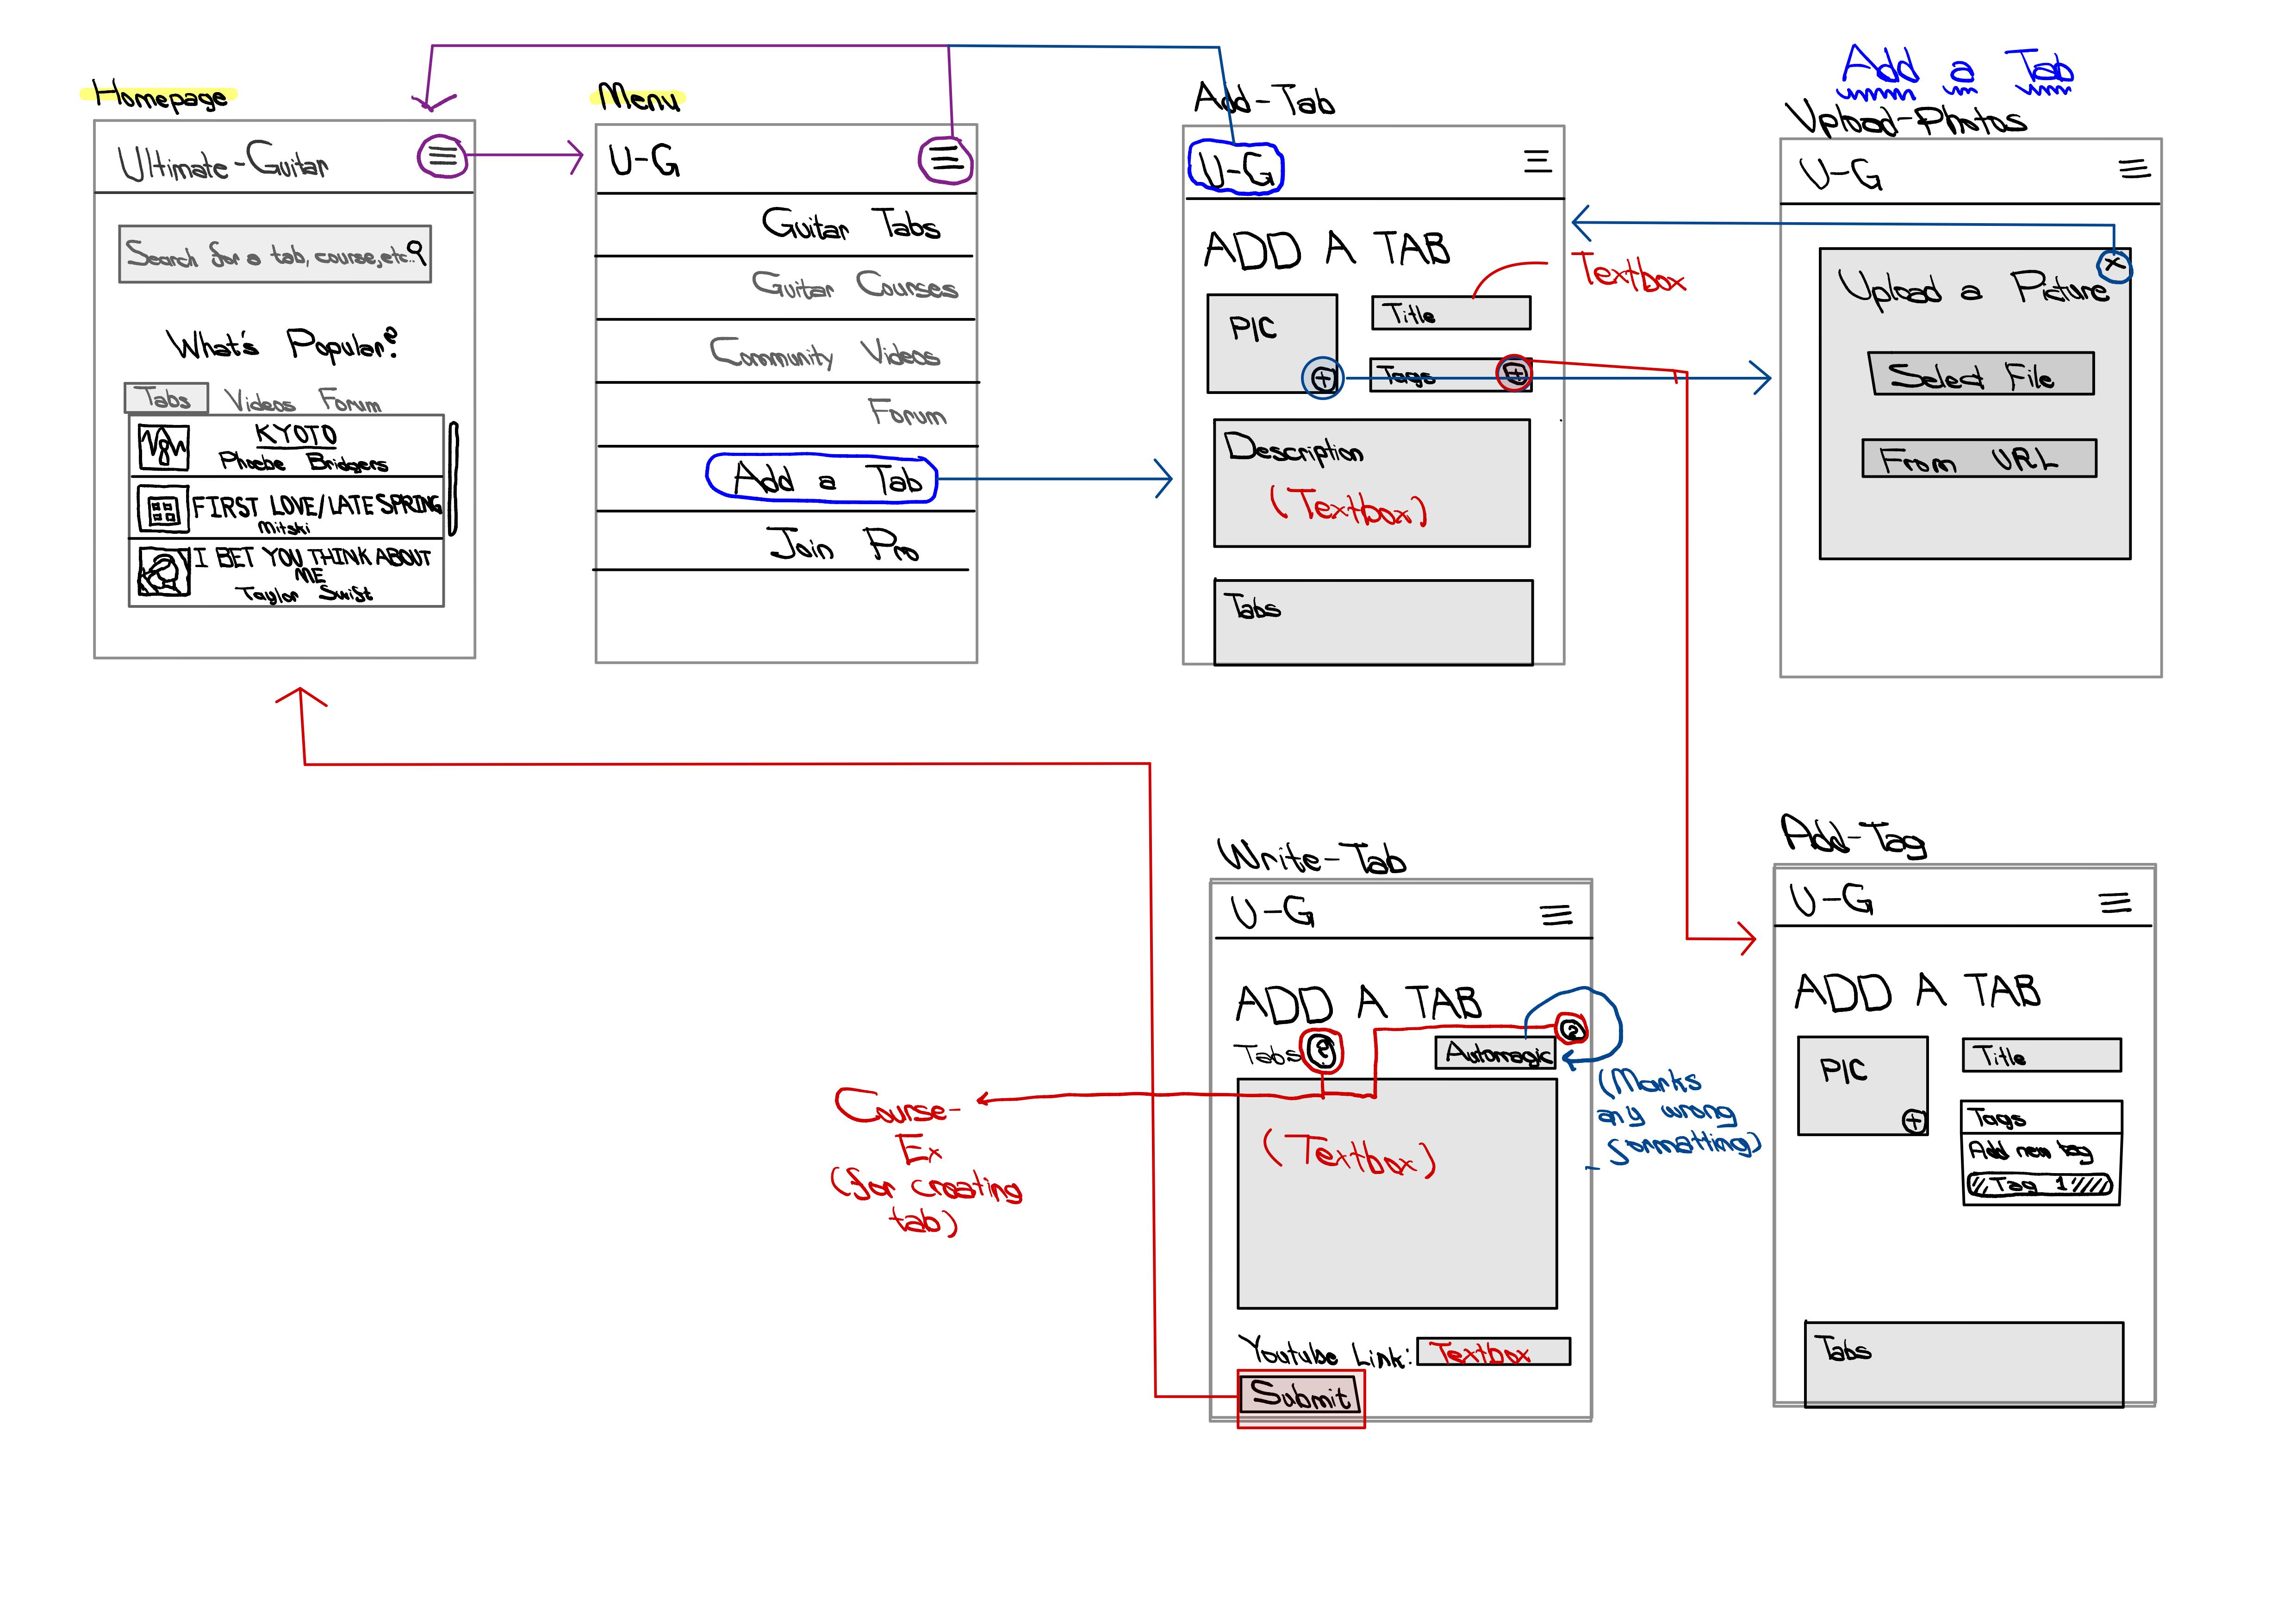 Add a Tab
Homepage
Ultimate-Guitar
Search for a tab, course, etc..
What's Popular?
Tabs Videos Forum
KYOTO
Phoebe Bridgers
FIRST LOVE/LATE SPRING
Mitski
I BET YOU THINK ABOUT
ME
Taylor Swift
Menu
U-G
Guitar Tabs
Guitar Courses
Community Videos
Forum
Add a Tab
Join Pro
Add-Tab
U-G
ADD A TAB
Textbox
PIC
Title
Tags
Description
(Textbox)
Tabs
Upload-Photos
U-G
Upload a Picture
x
Select File
From URL
Write-Tab
U-G
ADD A TAB
Tabs ?
?
Automagic
(Marks
any wrong
formatting)
(Textbox)
Course-
Ex
(for creating
tab)
Youtube Link: Textbox
Submit
Add-Tag
U-G
ADD A TAB
PIC
Title
Tags
Add new tag
Tag 1
Tabs